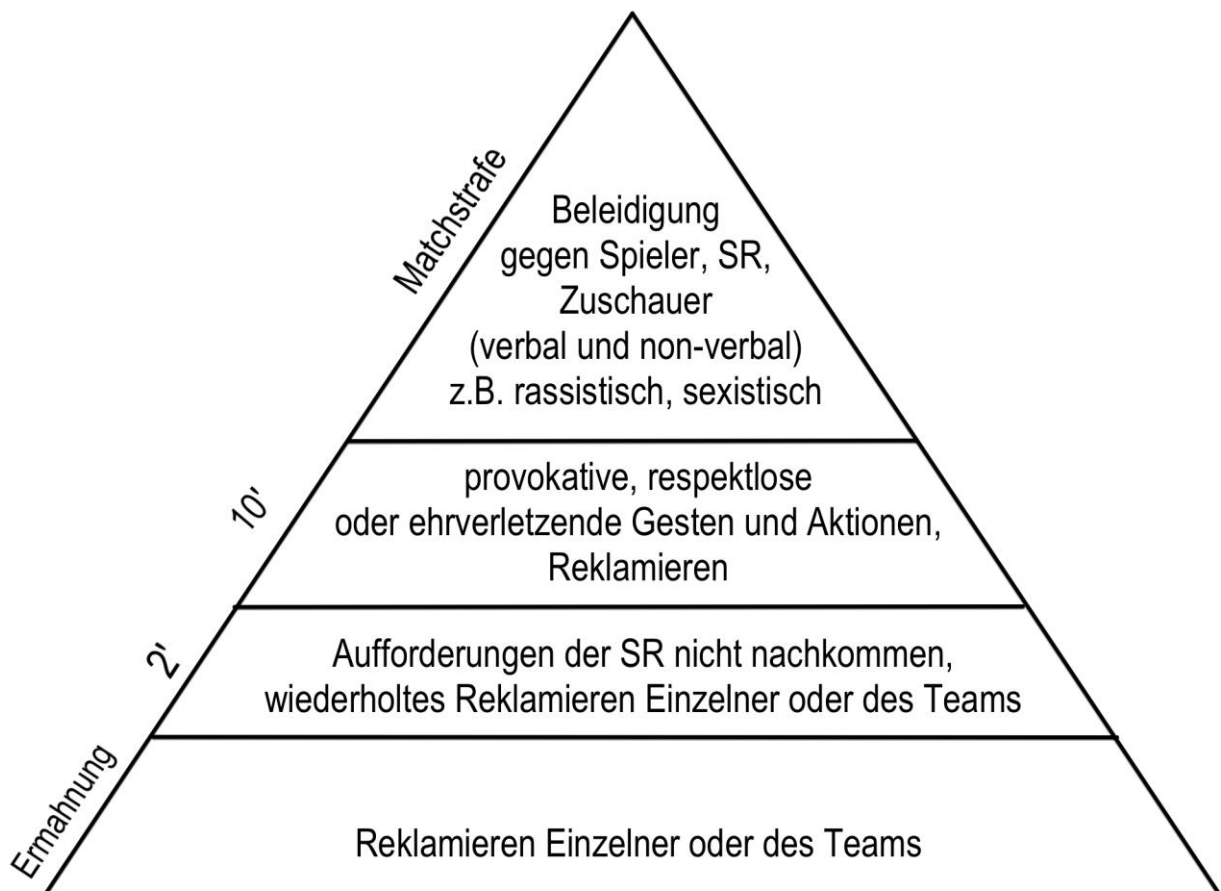 Matchstrafe
Beleidigung
gegen Spieler, SR,
Zuschauer
(verbal und non-verbal)
z.B. rassistisch, sexistisch
10'
provokative, respektlose
oder ehrverletzende Gesten und Aktionen,
Reklamieren
2'
Aufforderungen der SR nicht nachkommen,
wiederholtes Reklamieren Einzelner oder des Teams
Ermahnung
Reklamieren Einzelner oder des Teams